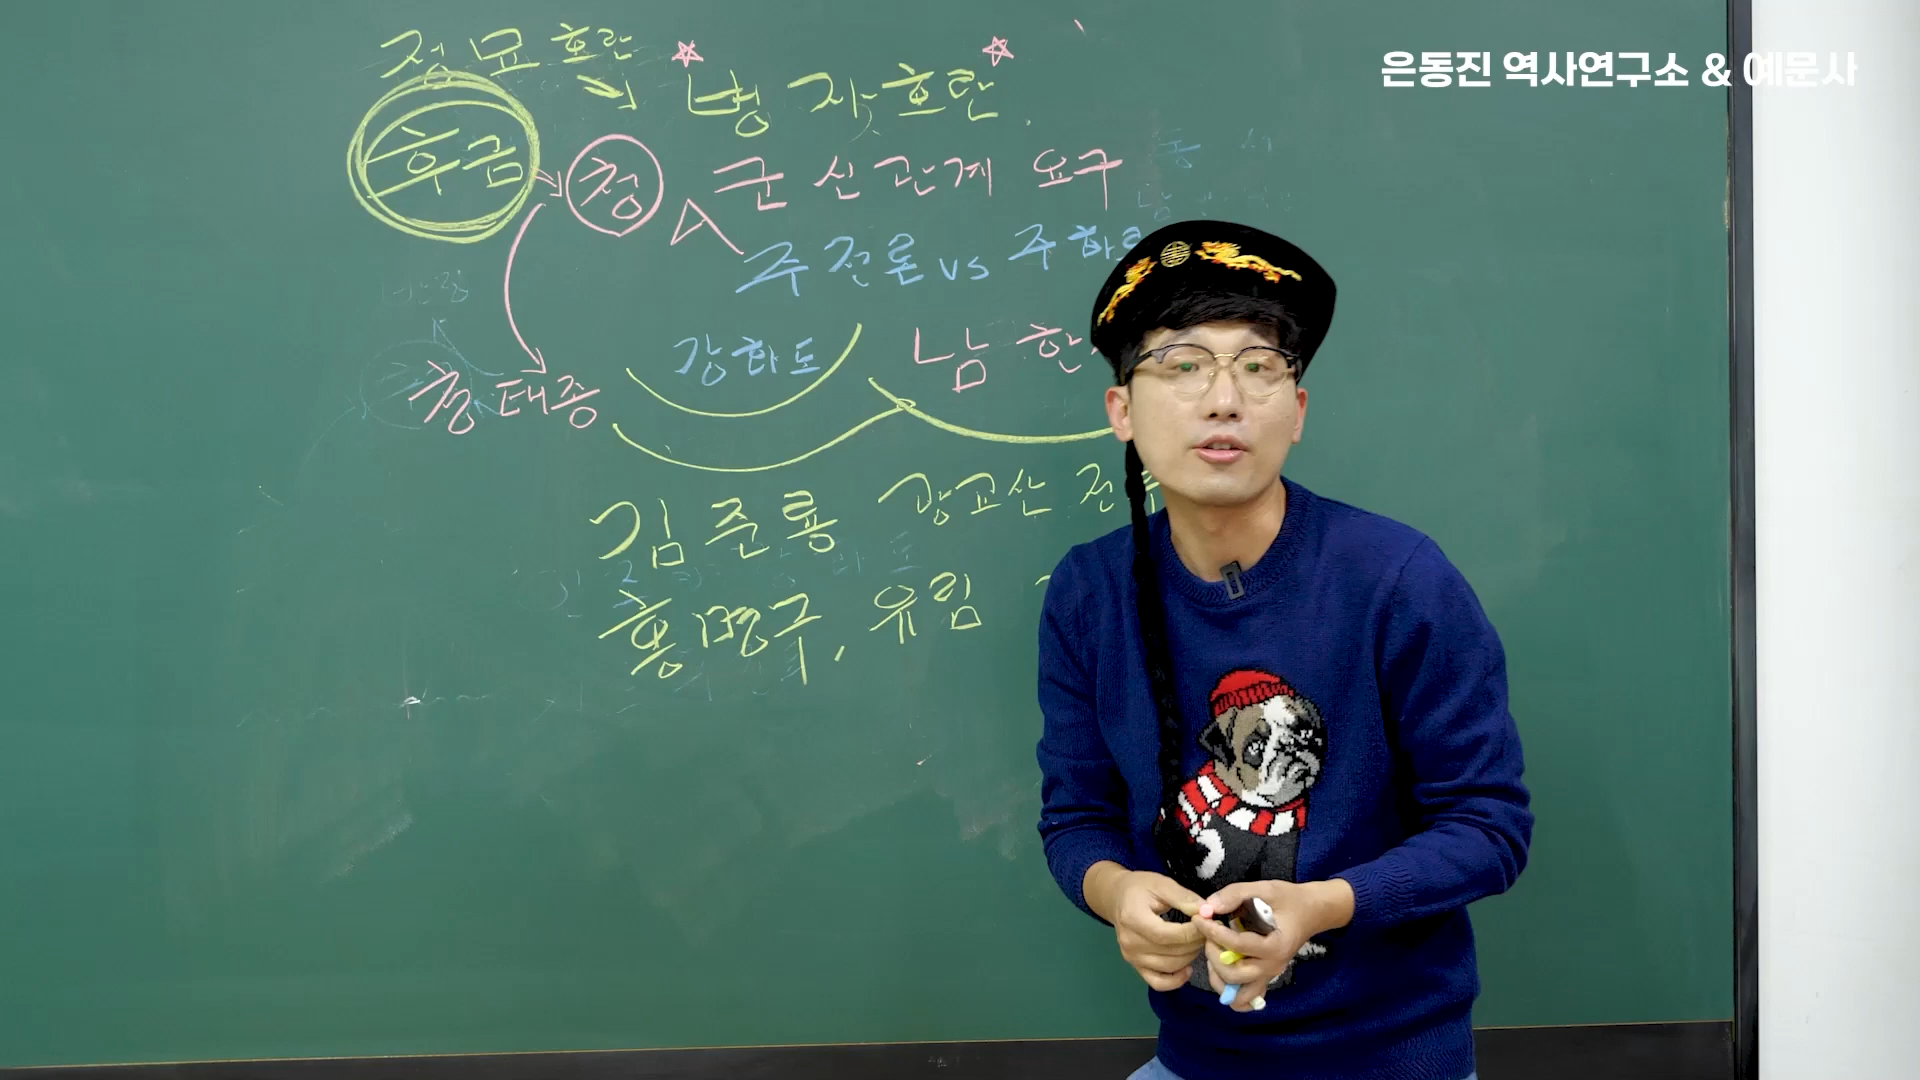 은동진 역사연구소 & 예문사
정묘호란
병자호란
후금
청 군신관계 요구
주전론 vs 주화
강화도 남한
청태종
김준룡 광교산 전
홍명구, 유림